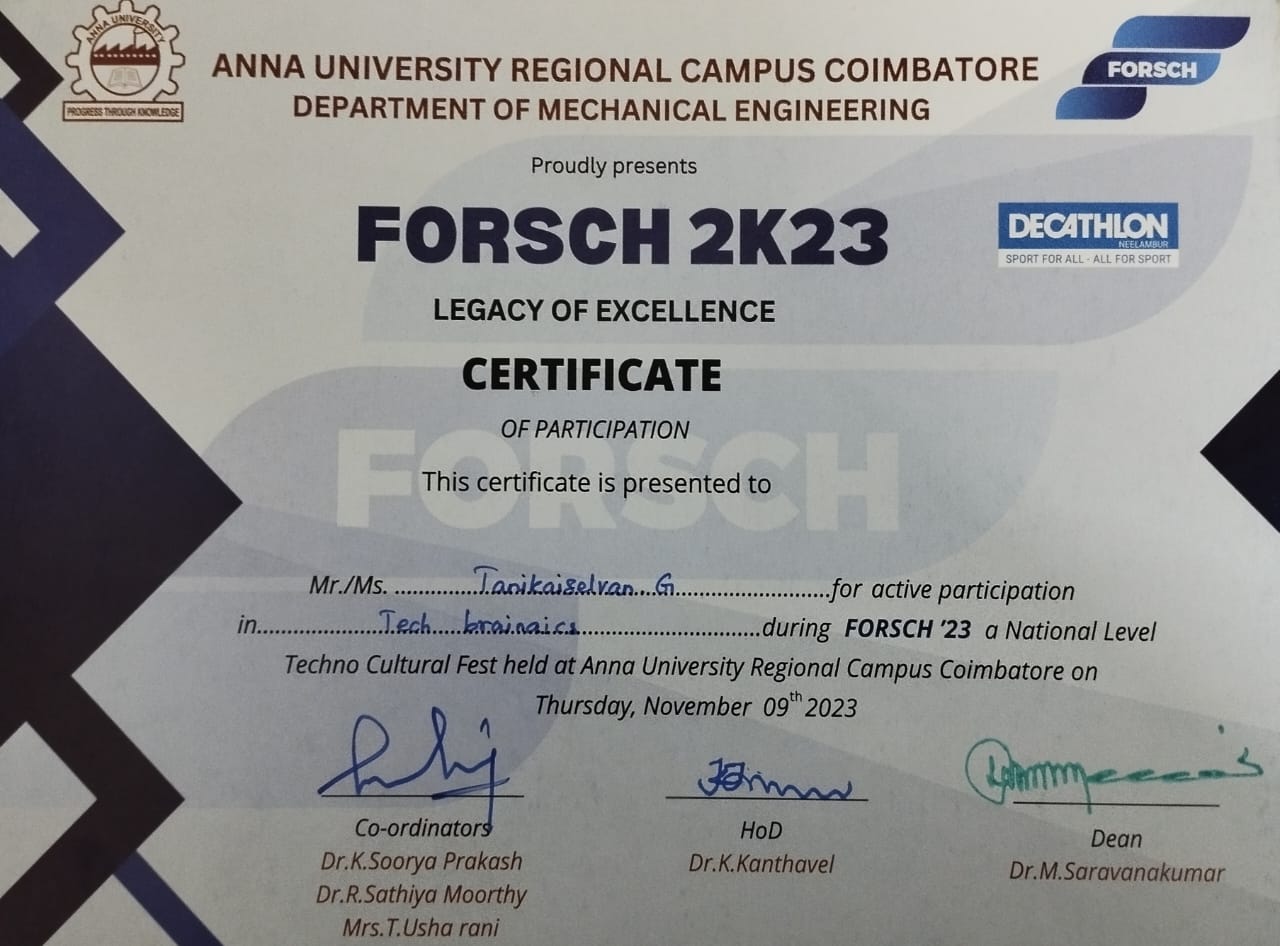 ANNA UNIVERSITY
PROGRESS THROUGH KNOWLEDGE
ANNA UNIVERSITY REGIONAL CAMPUS COIMBATORE
DEPARTMENT OF MECHANICAL ENGINEERING
FORSCH
Proudly presents
FORSCH 2K23
DECATHLON
NEELAMBUR
SPORT FOR ALL - ALL FOR SPORT
LEGACY OF EXCELLENCE
CERTIFICATE
OF PARTICIPATION
FORSCH
This certificate is presented to
Mr./Ms. ..............Tanikaiselvan...G..........................for active participation
in....................Tech....brainaics..............................during FORSCH '23 a National Level
Techno Cultural Fest held at Anna University Regional Campus Coimbatore on
Thursday, November 09th 2023
Co-ordinators
Dr.K.Soorya Prakash
Dr.R.Sathiya Moorthy
Mrs.T.Usha rani
HoD
Dr.K.Kanthavel
Dean
Dr.M.Saravanakumar